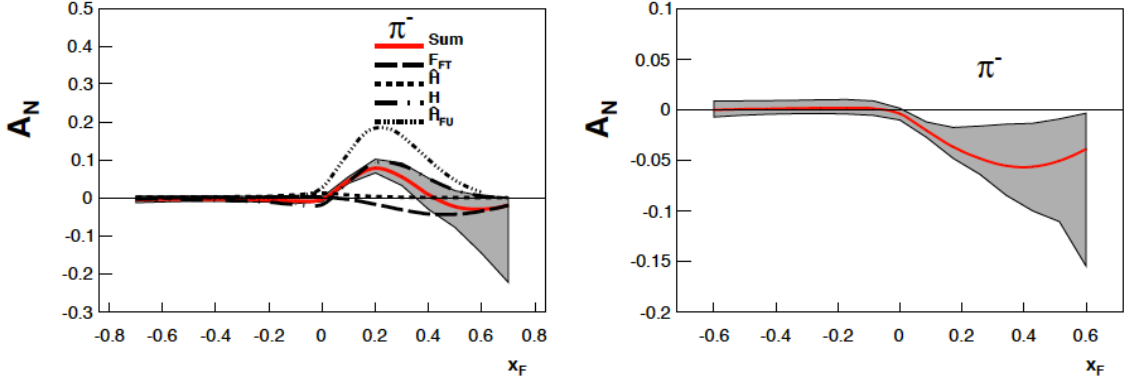 π-
Sum
F_FT
Ĥ
H
Ĥ_FU
A_N
0.5
0.4
0.3
0.2
0.1
0
-0.1
-0.2
-0.3
-0.8 -0.6 -0.4 -0.2 0 0.2 0.4 0.6 0.8
x_F
π-
A_N
0.1
0.05
0
-0.05
-0.1
-0.15
-0.2
-0.6 -0.4 -0.2 0 0.2 0.4 0.6
x_F